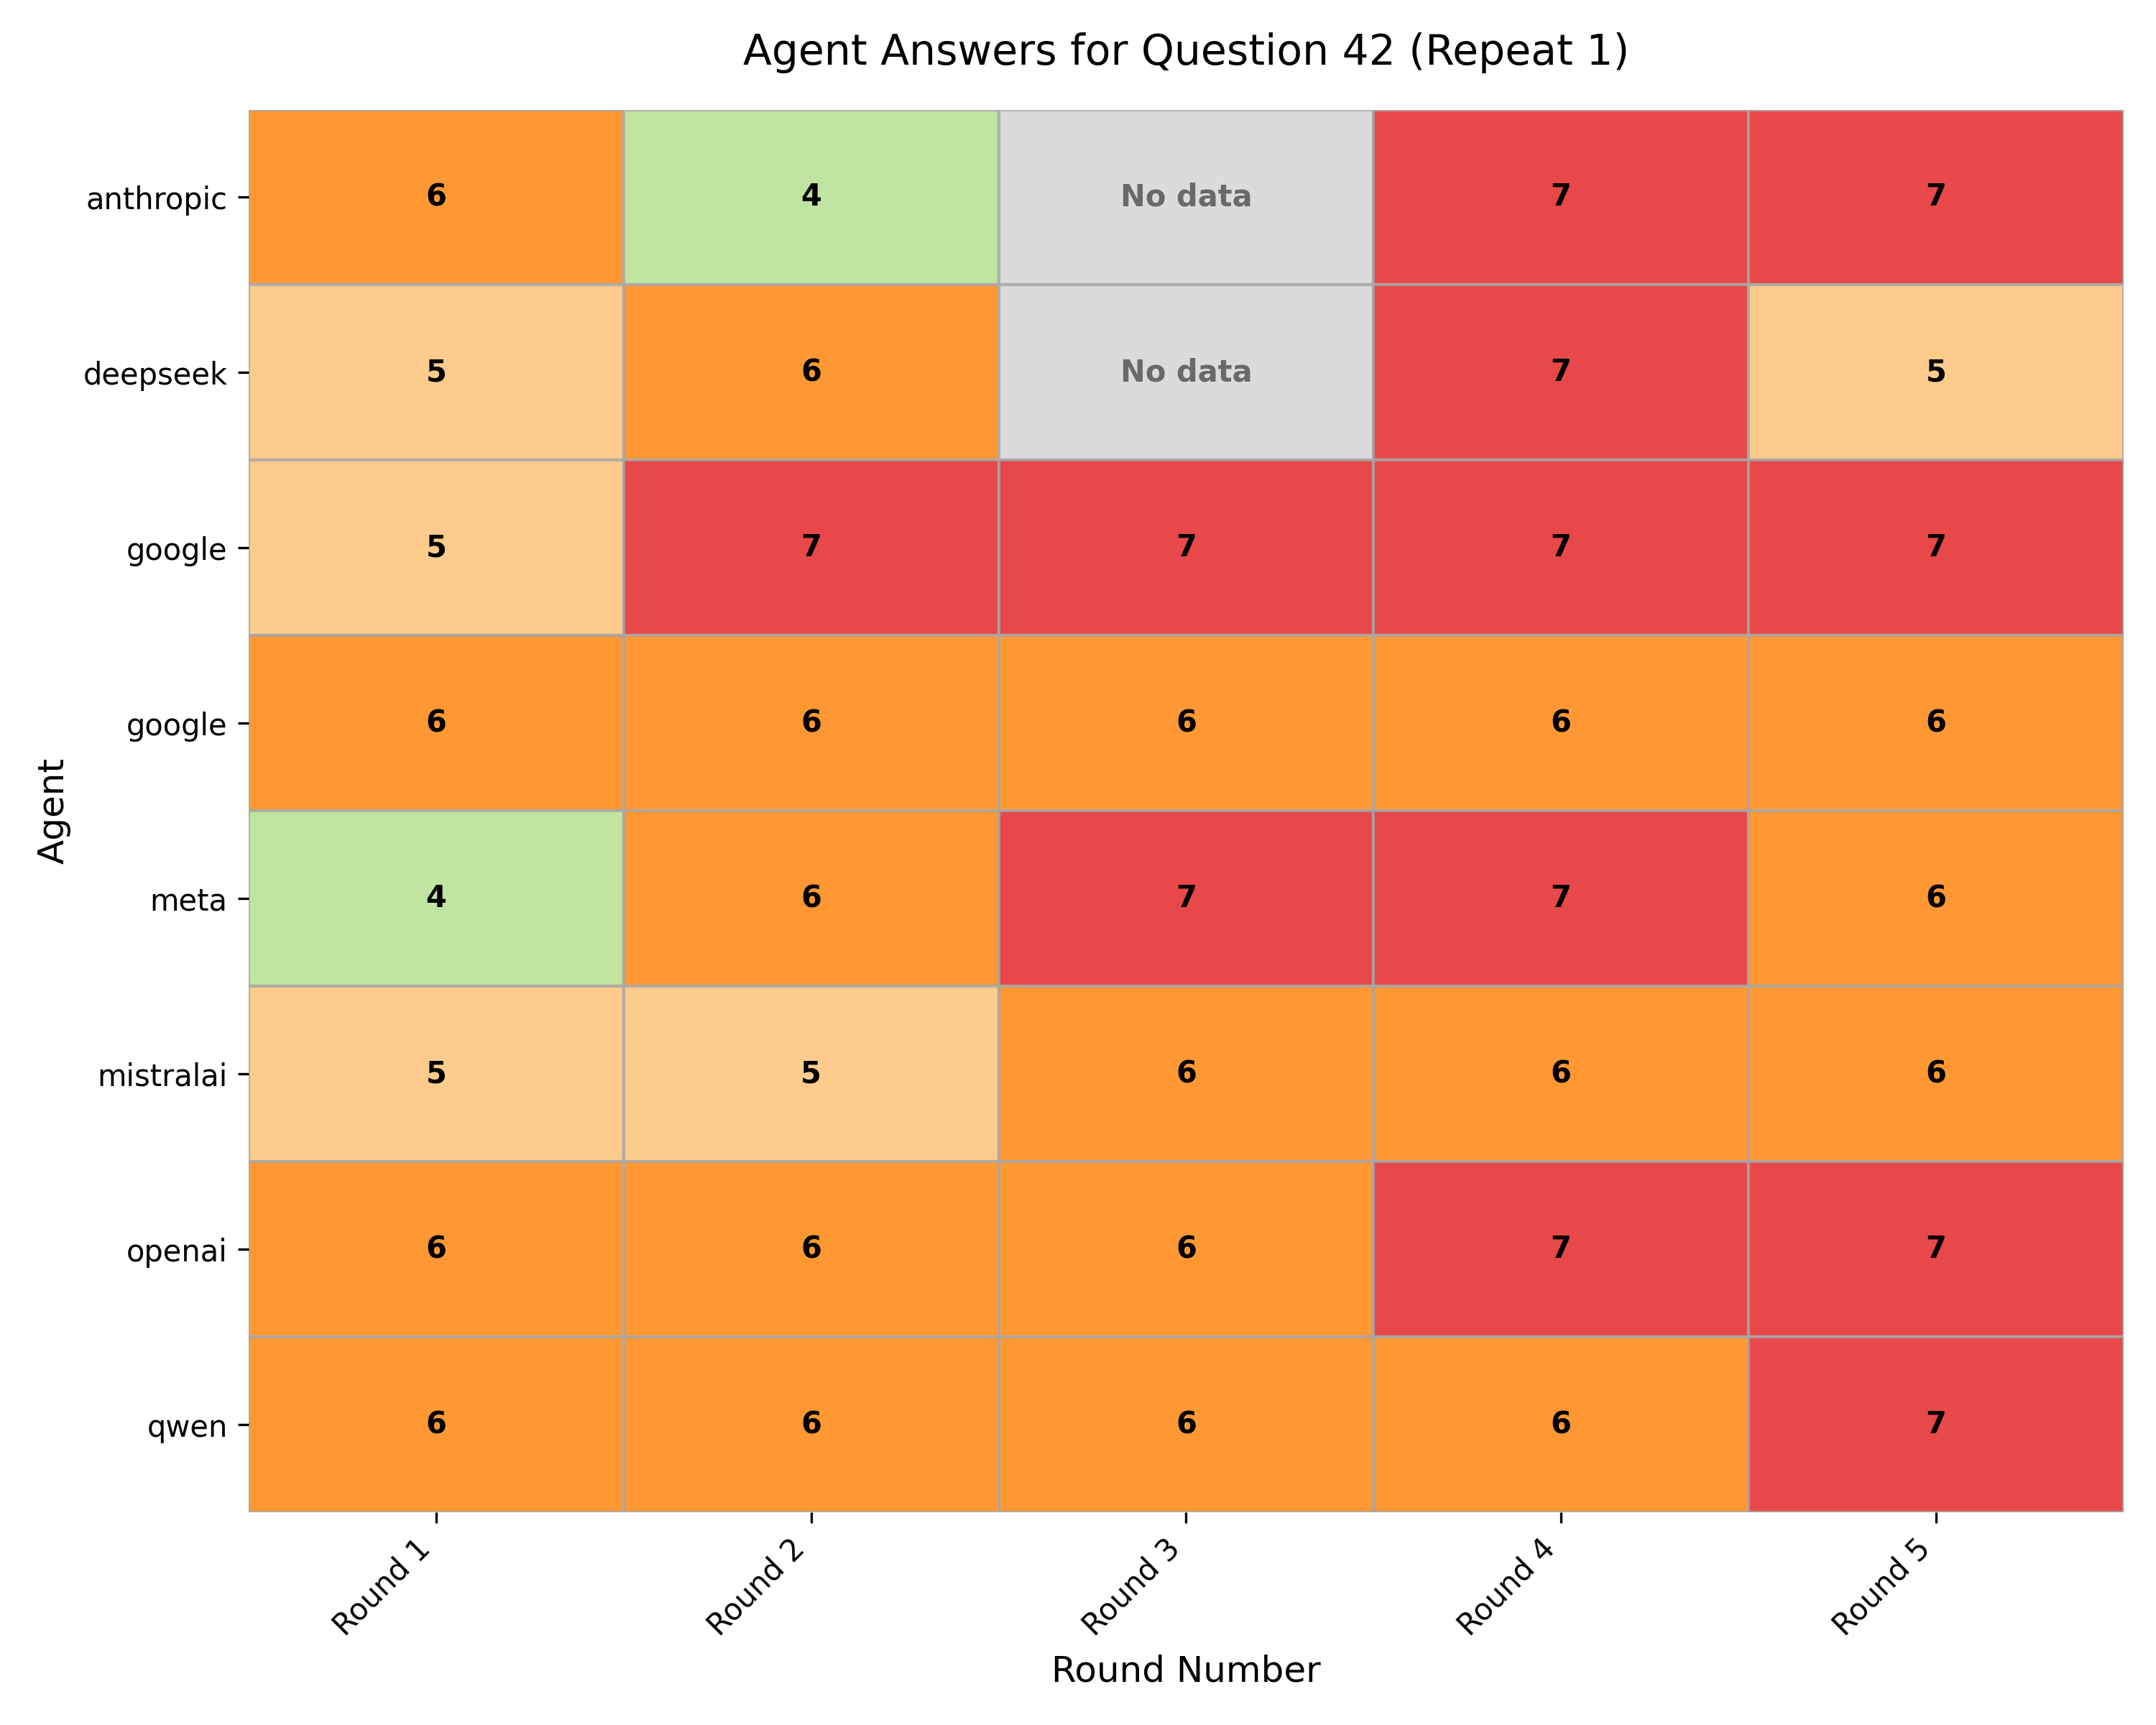 Agent Answers for Question 42 (Repeat 1)
anthropic 6 4 No data 7 7
deepseek 5 6 No data 7 5
google 5 7 7 7 7
google 6 6 6 6 6
meta 4 6 7 7 6
mistralai 5 5 6 6 6
openai 6 6 6 7 7
qwen 6 6 6 6 7
Agent
Round 1 Round 2 Round 3 Round 4 Round 5
Round Number